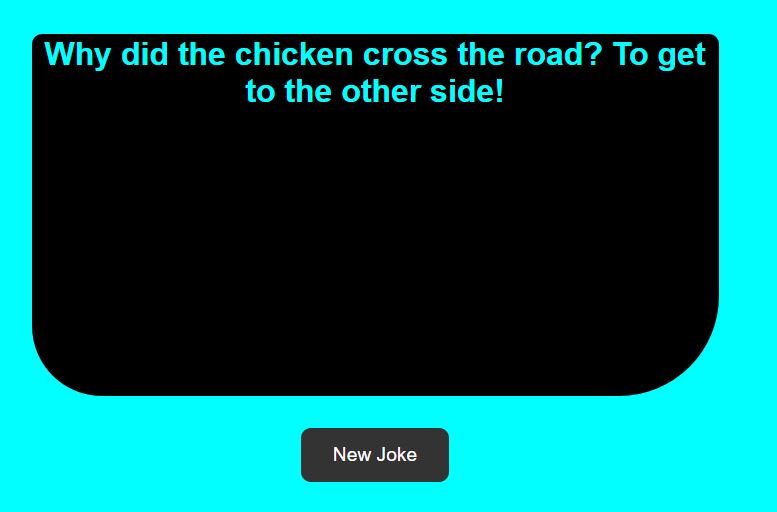 Why did the chicken cross the road? To get
to the other side!
New Joke